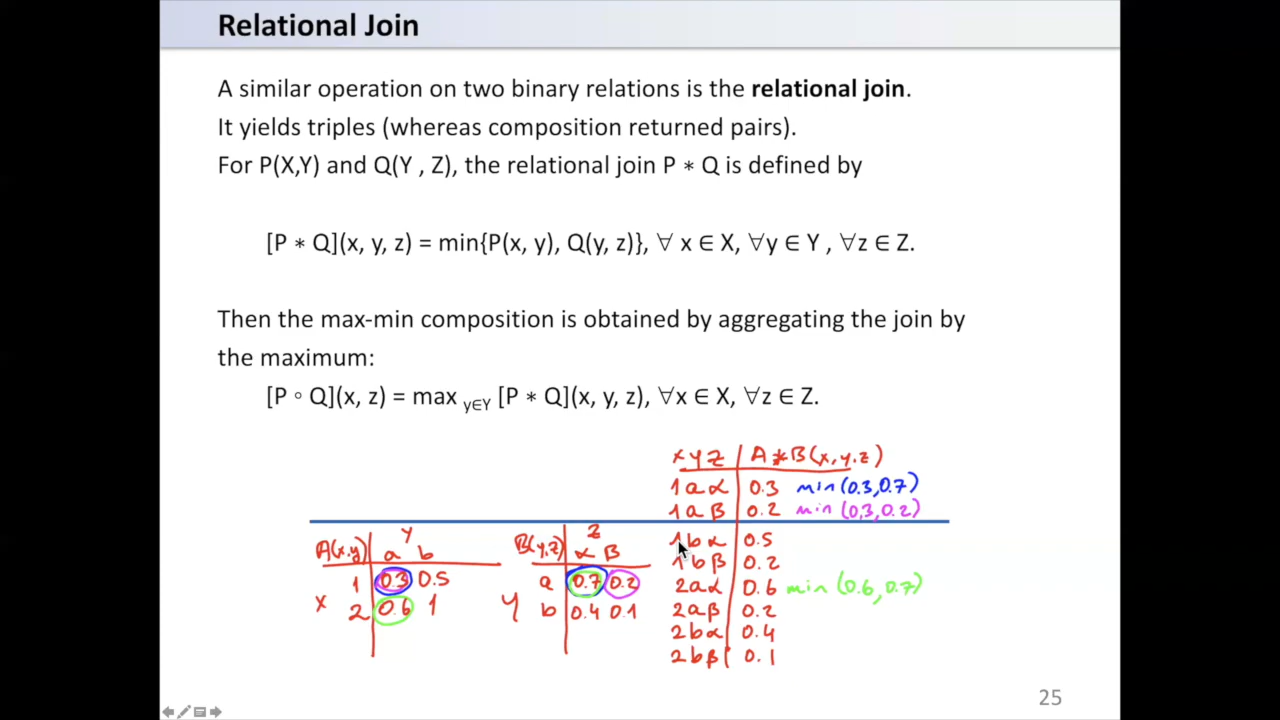 Relational Join
A similar operation on two binary relations is the relational join.
It yields triples (whereas composition returned pairs).
For P(X,Y) and Q(Y , Z), the relational join P ∗ Q is defined by
[P ∗ Q](x, y, z) = min{P(x, y), Q(y, z)}, ∀ x ∈ X, ∀y ∈ Y , ∀z ∈ Z.
Then the max-min composition is obtained by aggregating the join by
the maximum:
[P ∘ Q](x, z) = max y∈Y [P ∗ Q](x, y, z), ∀x ∈ X, ∀z ∈ Z.
x y z A * B (x, y, z)
1 a α 0.3 min (0.3, 0.7)
1 a β 0.2 min (0.3, 0.2)
1 b α 0.5
1 b β 0.2
2 a α 0.6 min (0.6, 0.7)
2 a β 0.2
2 b α 0.4
2 b β 0.1
y
A(x,y) a b
1 0.3 0.5
x 2 0.6 1
z
B(y,z) α β
a 0.7 0.2
y b 0.4 0.1
25